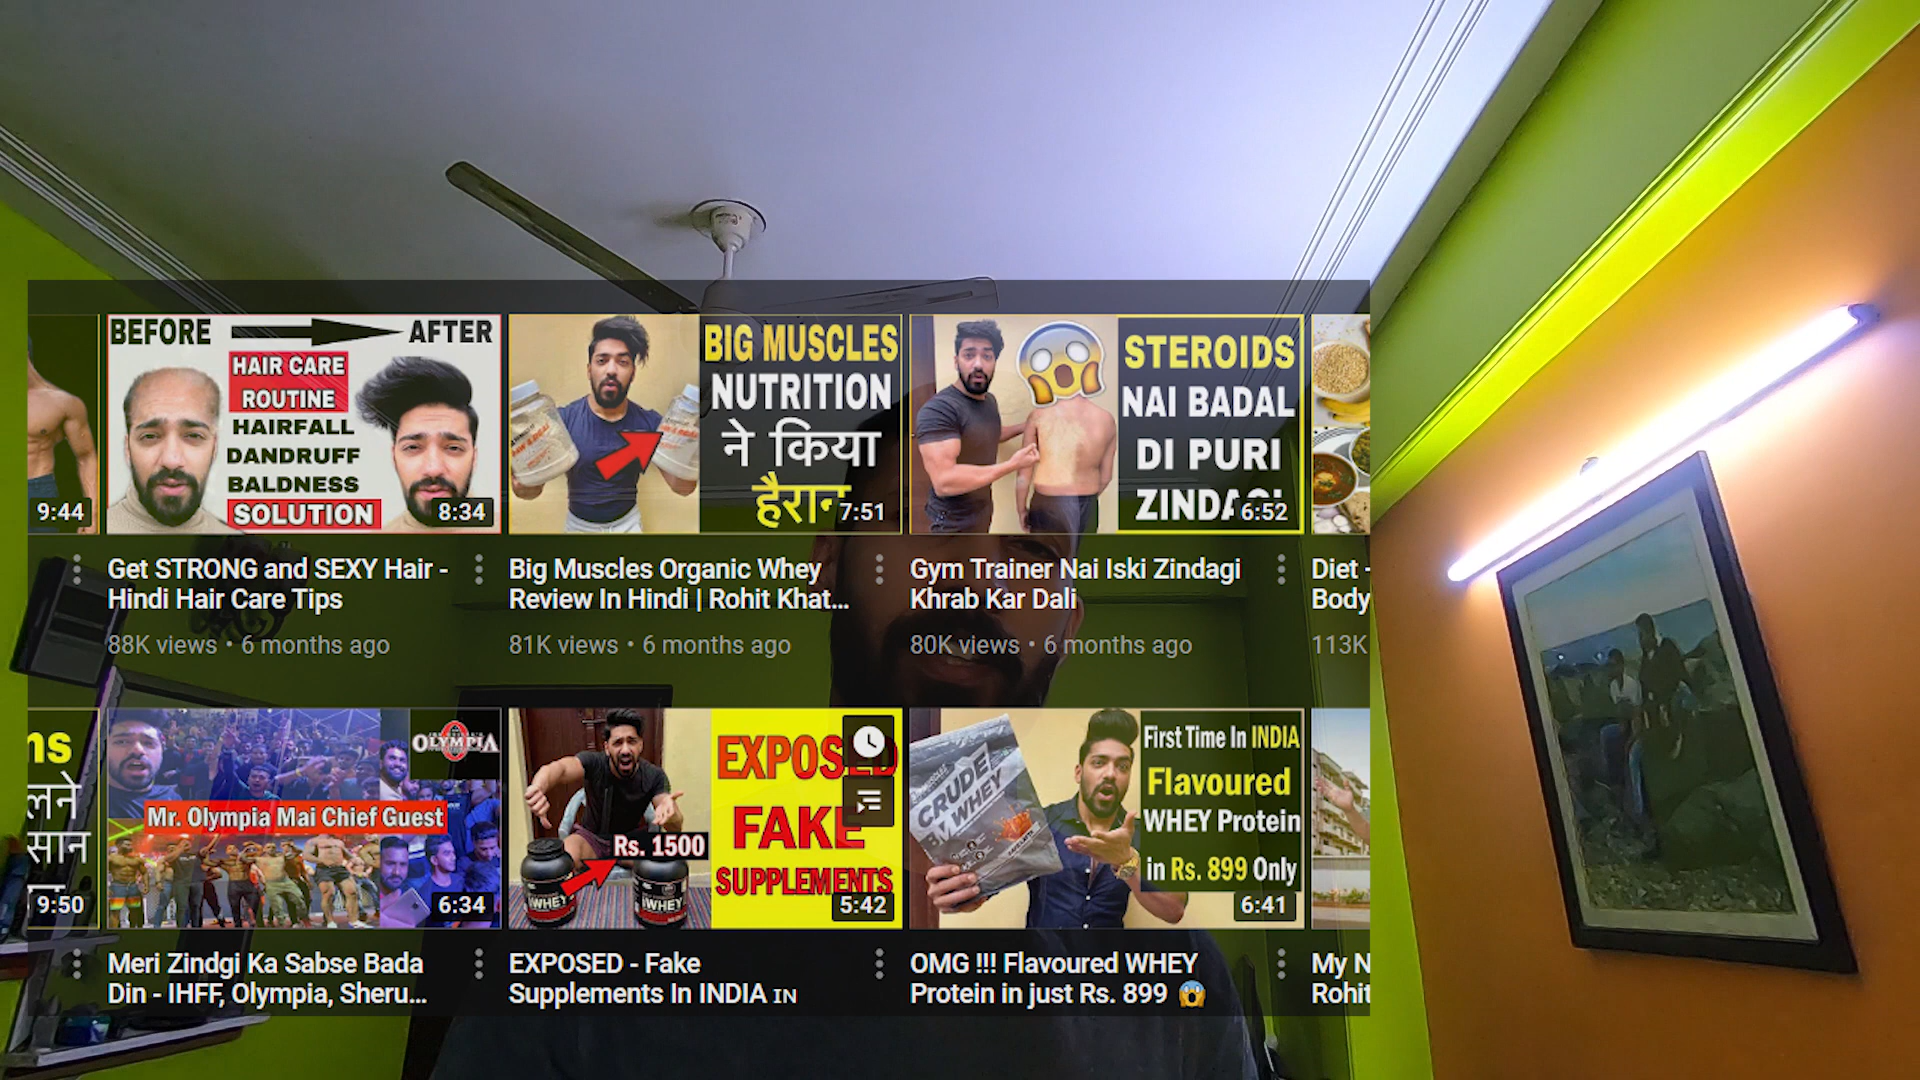 BEFORE
AFTER
HAIR CARE
ROUTINE
HAIRFALL
DANDRUFF
BALDNESS
SOLUTION
8:34
BIG MUSCLES
NUTRITION
ने किया
हैरान
7:51
STEROIDS
NAI BADAL
DI PURI
6:52
9:44
Get STRONG and SEXY Hair -
Hindi Hair Care Tips
88K views • 6 months ago
Big Muscles Organic Whey
Review In Hindi | Rohit Khat...
81K views • 6 months ago
Gym Trainer Nai Iski Zindagi
Khrab Kar Dali
80K views • 6 months ago
Diet -
Body
113K
9:50
OLYMPIA
Mr. Olympia Mai Chief Guest
6:34
EXPOSED
FAKE
Rs. 1500
SUPPLEMENTS
WHEY
WHEY
5:42
CRUDE
WHEY
First Time In INDIA
Flavoured
WHEY Protein
in Rs. 899 Only
6:41
Meri Zindgi Ka Sabse Bada
Din - IHFF, Olympia, Sheru...
EXPOSED - Fake
Supplements In INDIA IN
OMG !!! Flavoured WHEY
Protein in just Rs. 899 😱
My N
Rohit